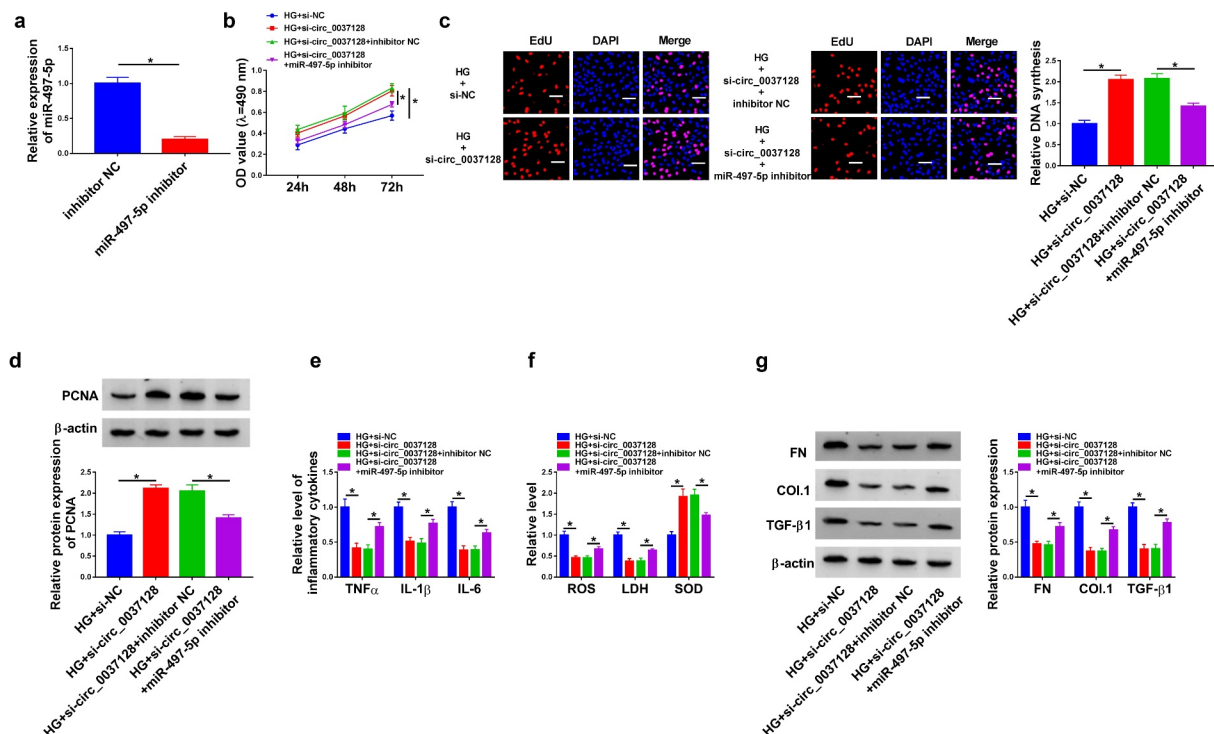 a
Relative expression
of miR-497-5p
1.5
1.0
0.5
0.0
*
inhibitor NC
miR-497-5p inhibitor
b
HG+si-NC
HG+si-circ_0037128
HG+si-circ_0037128+inhibitor NC
HG+si-circ_0037128
+miR-497-5p inhibitor
OD value (λ=490 nm)
1.0
0.8
0.6
0.4
0.2
0.0
24h
48h
72h
*
*
c
EdU
DAPI
Merge
HG
+
si-NC
HG
+
si-circ_0037128
EdU
DAPI
Merge
HG
+
si-circ_0037128
+
inhibitor NC
HG
+
si-circ_0037128
+
miR-497-5p inhibitor
Relative DNA synthesis
2.5
2.0
1.5
1.0
0.5
0.0
*
*
HG+si-NC
HG+si-circ_0037128
HG+si-circ_0037128+inhibitor NC
HG+si-circ_0037128
+miR-497-5p inhibitor
d
PCNA
β-actin
Relative protein expression
of PCNA
2.5
2.0
1.5
1.0
0.5
0.0
*
*
HG+si-NC
HG+si-circ_0037128
HG+si-circ_0037128+inhibitor NC
HG+si-circ_0037128
+miR-497-5p inhibitor
e
HG+si-NC
HG+si-circ_0037128
HG+si-circ_0037128+inhibitor NC
HG+si-circ_0037128
+miR-497-5p inhibitor
Relative level of
inflammatory cytokines
1.5
1.0
0.5
0.0
*
*
*
*
*
*
TNFα
IL-1β
IL-6
f
HG+si-NC
HG+si-circ_0037128
HG+si-circ_0037128+inhibitor NC
HG+si-circ_0037128
+miR-497-5p inhibitor
Relative level
2.5
2.0
1.5
1.0
0.5
0.0
*
*
*
*
*
*
ROS
LDH
SOD
g
FN
COI.1
TGF-β1
β-actin
HG+si-NC
HG+si-circ_0037128
HG+si-circ_0037128+inhibitor NC
HG+si-circ_0037128
+miR-497-5p inhibitor
HG+si-NC
HG+si-circ_0037128
HG+si-circ_0037128+inhibitor NC
HG+si-circ_0037128
+miR-497-5p inhibitor
Relative protein expression
1.5
1.0
0.5
0.0
*
*
*
*
*
*
FN
COI.1
TGF-β1